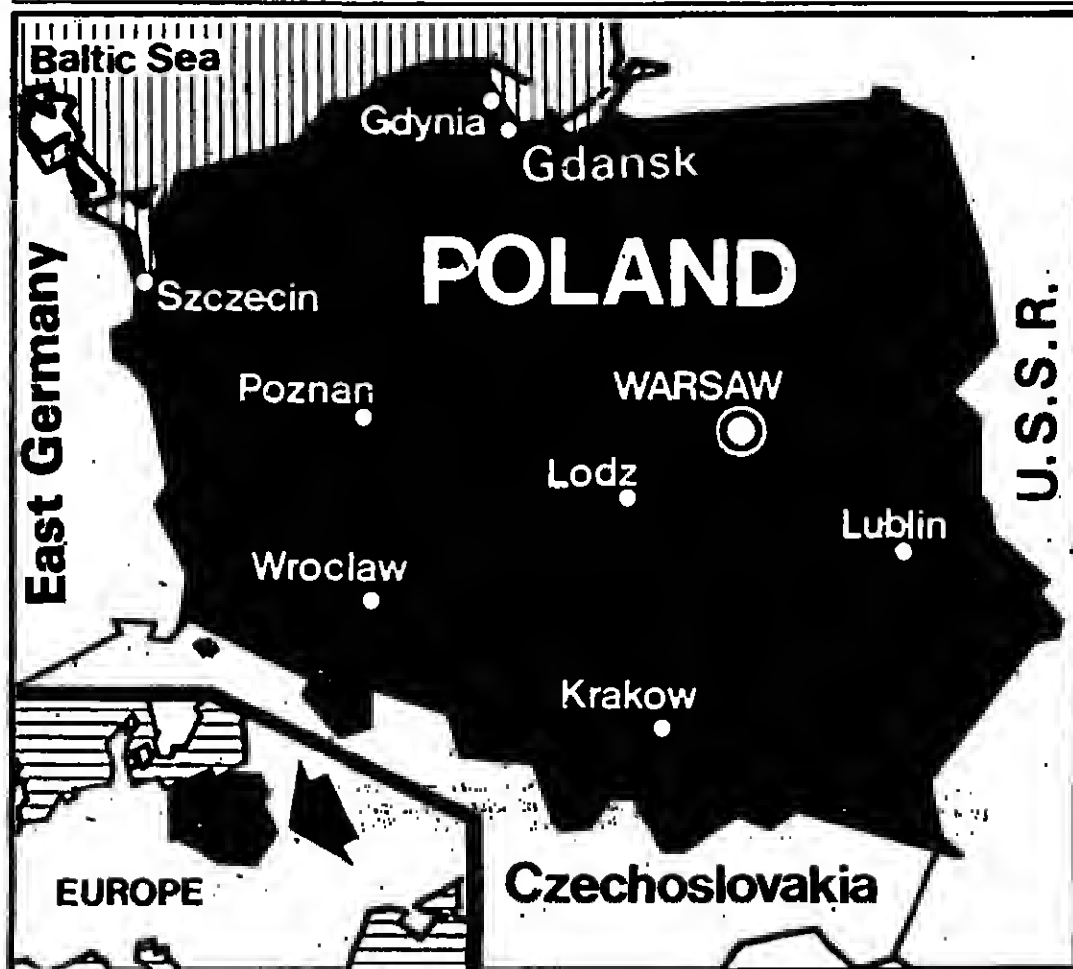 Baltic Sea
Gdynia
Gdansk
POLAND
Szczecin
East Germany
U.S.S.R.
Poznan
WARSAW
Lodz
Lublin
Wroclaw
Krakow
EUROPE
Czechoslovakia